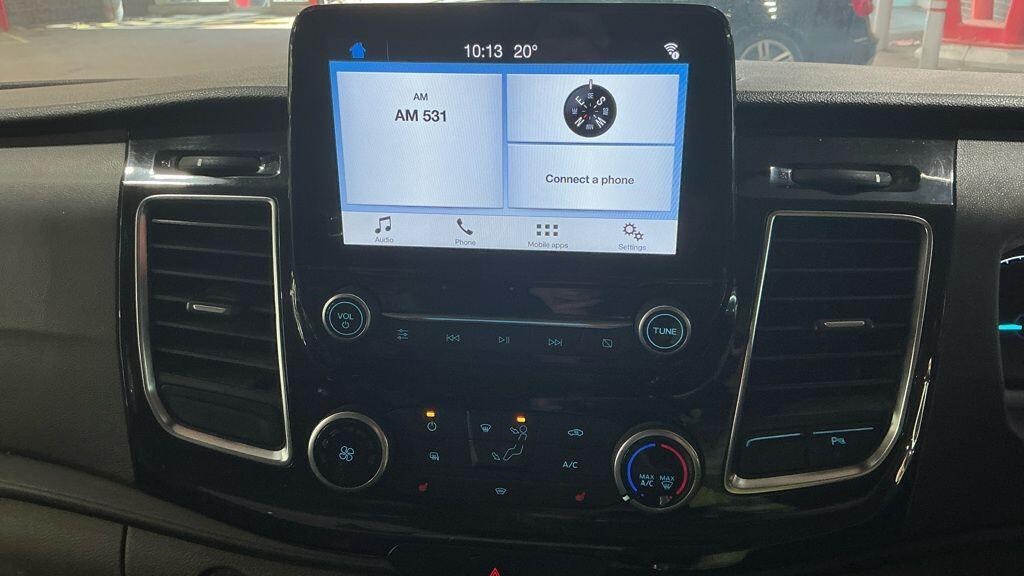 10:13 20°
AM
AM 531
Connect a phone
Audio
Phone
Mobile apps
Settings
VOL
TUNE
A/C
MAX
A/C
MAX